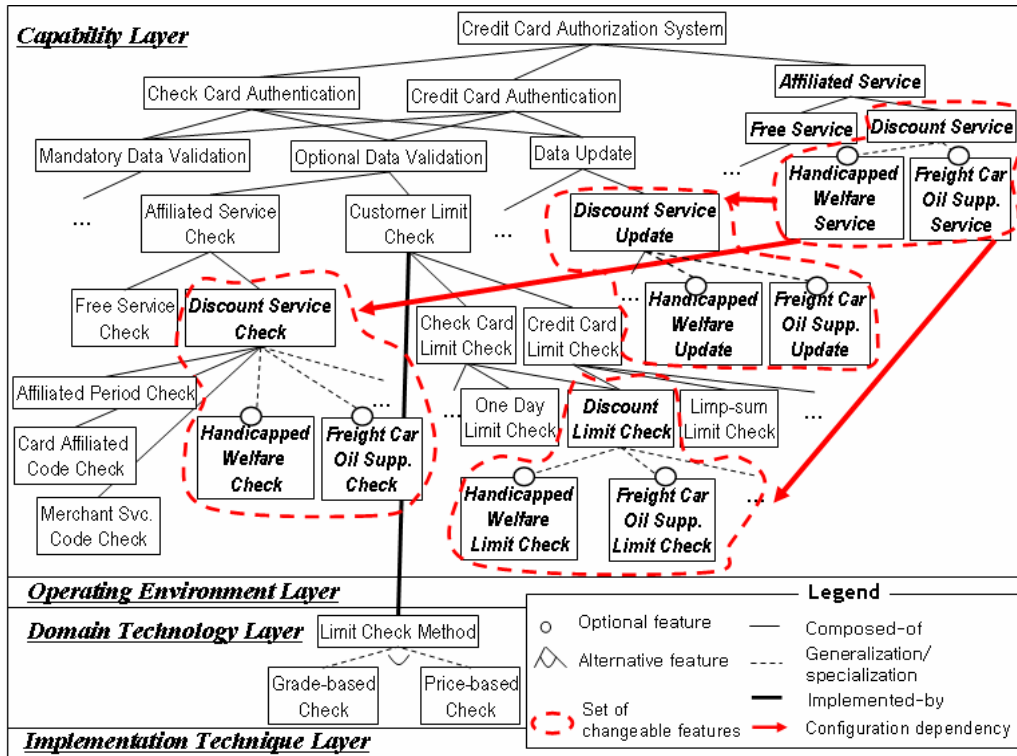 Credit Card Authorization System
Capability Layer
Check Card Authentication
Credit Card Authentication
Affiliated Service
Free Service
Discount Service
Mandatory Data Validation
Optional Data Validation
Data Update
...
Handicapped
Welfare
Service
Freight Car
Oil Supp.
Service
...
Affiliated Service
Check
Customer Limit
Check
...
Discount Service
Update
Free Service
Check
Discount Service
Check
Check Card
Limit Check
Credit Card
Limit Check
...
Handicapped
Welfare
Update
Freight Car
Oil Supp.
Update
Affiliated Period Check
...
Card Affiliated
Code Check
Handicapped
Welfare
Check
Freight Car
Oil Supp.
Check
...
One Day
Limit Check
Discount
Limit Check
Limp-sum
Limit Check
...
Merchant Svc.
Code Check
Handicapped
Welfare
Limit Check
Freight Car
Oil Supp.
Limit Check
...
Operating Environment Layer
Domain Technology Layer
Limit Check Method
Grade-based
Check
Price-based
Check
Implementation Technique Layer
Legend
Optional feature
Composed-of
Alternative feature
Generalization/
specialization
Implemented-by
Set of
changeable features
Configuration dependency